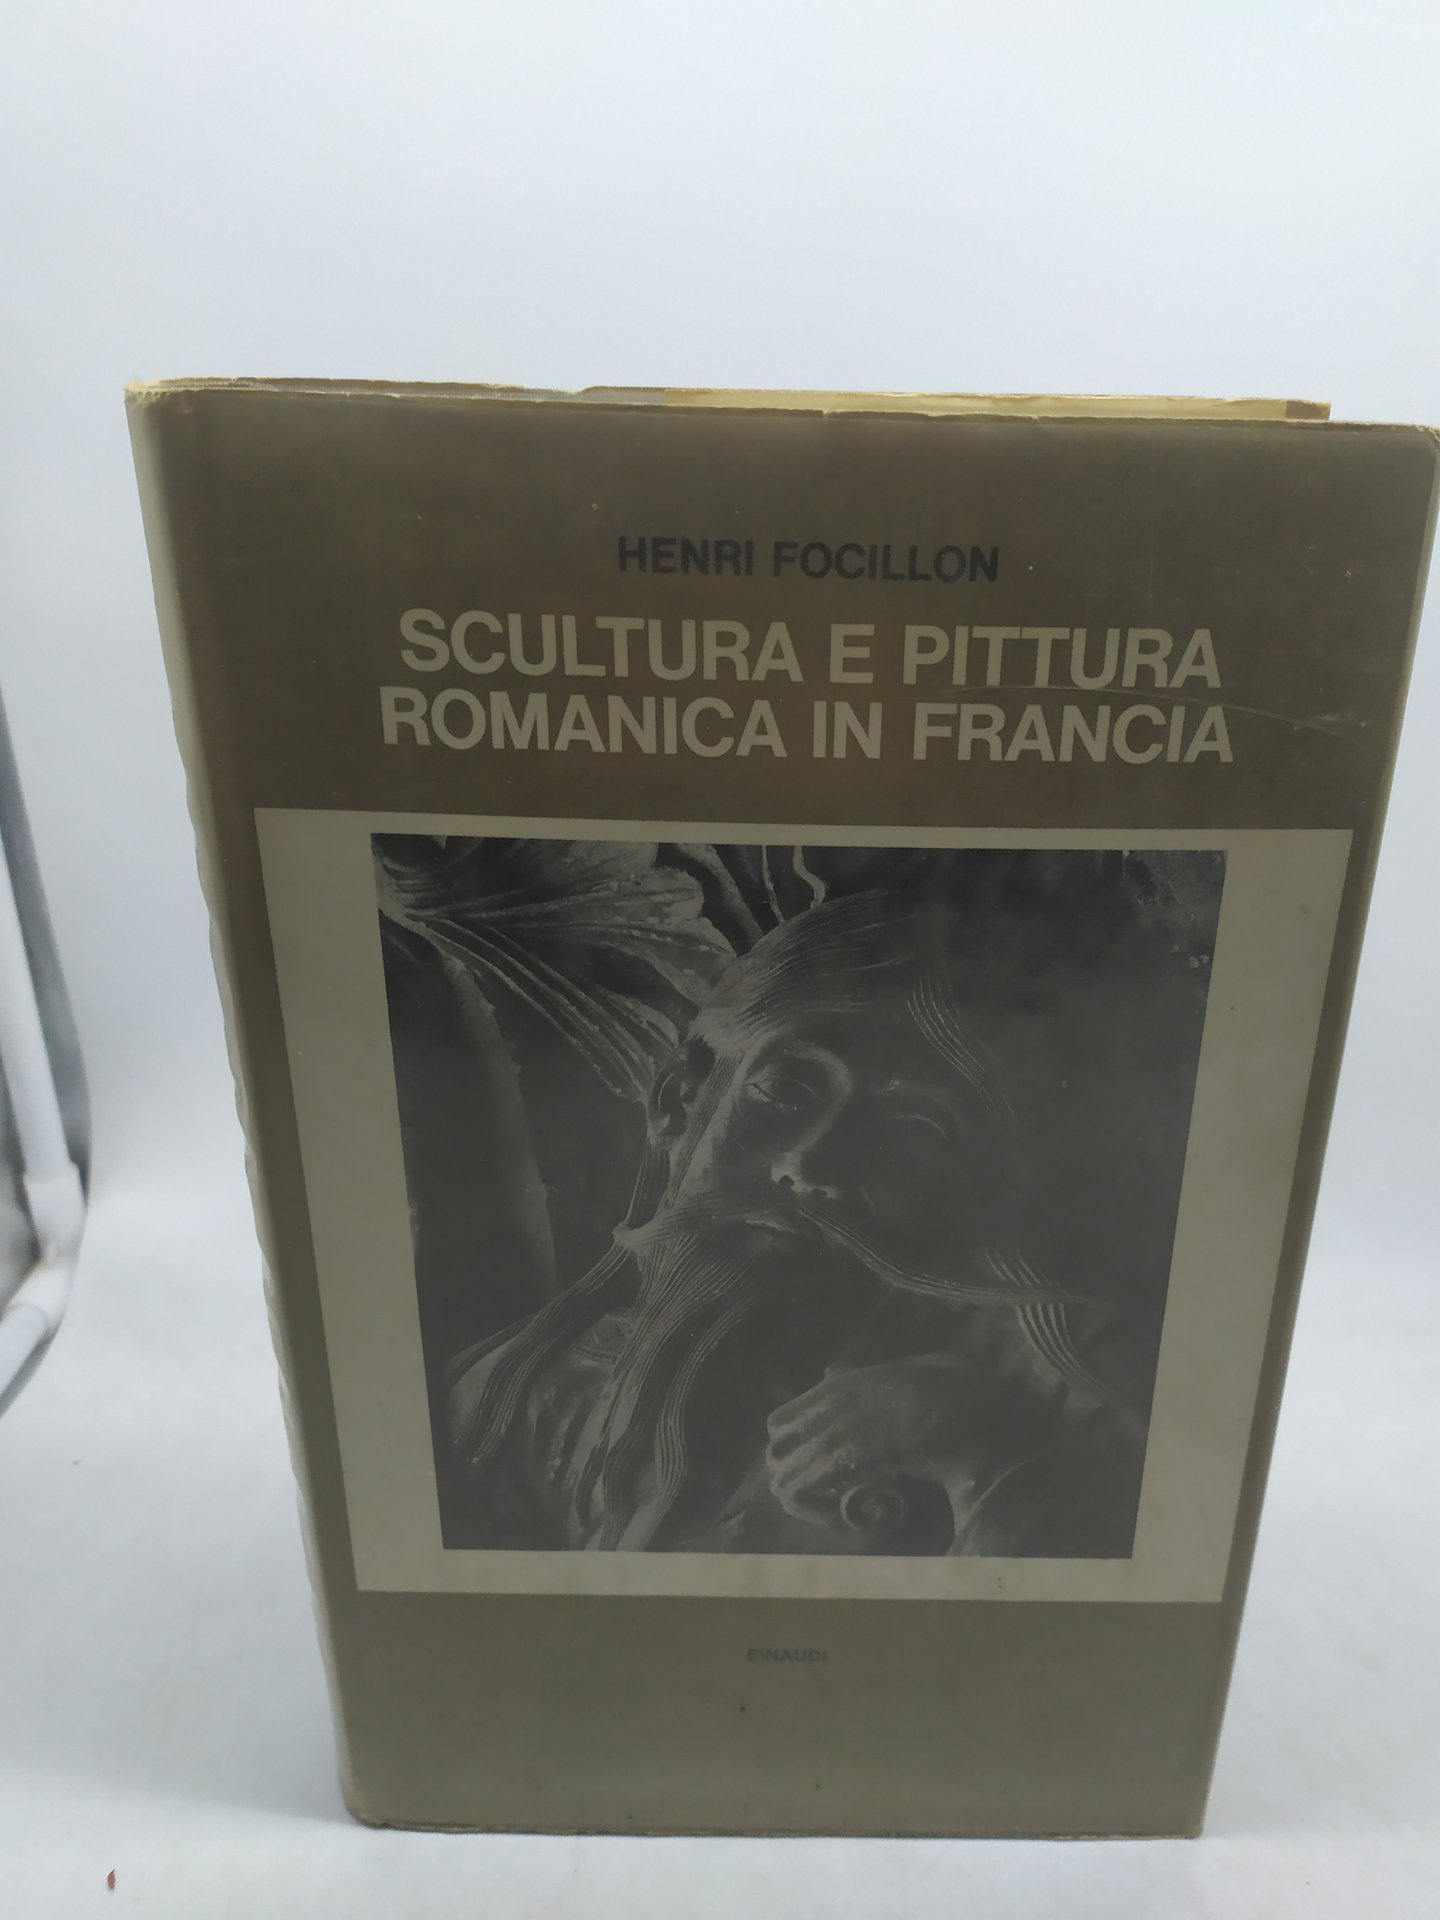 HENRI FOCILLON
SCULTURA E PITTURA
ROMANICA IN FRANCIA
EINAUDI